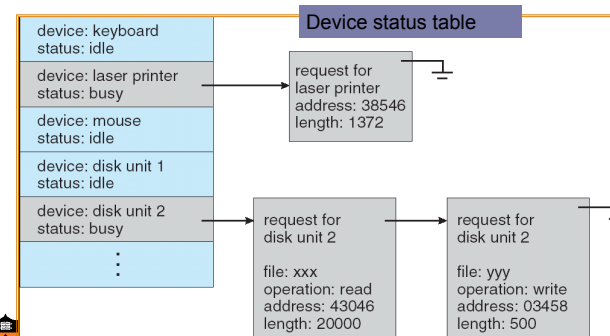 Device status table
device: keyboard
status: idle
device: laser printer
status: busy
device: mouse
status: idle
device: disk unit 1
status: idle
device: disk unit 2
status: busy
request for
laser printer
address: 38546
length: 1372
request for
disk unit 2
file: xxx
operation: read
address: 43046
length: 20000
request for
disk unit 2
file: yyy
operation: write
address: 03458
length: 500